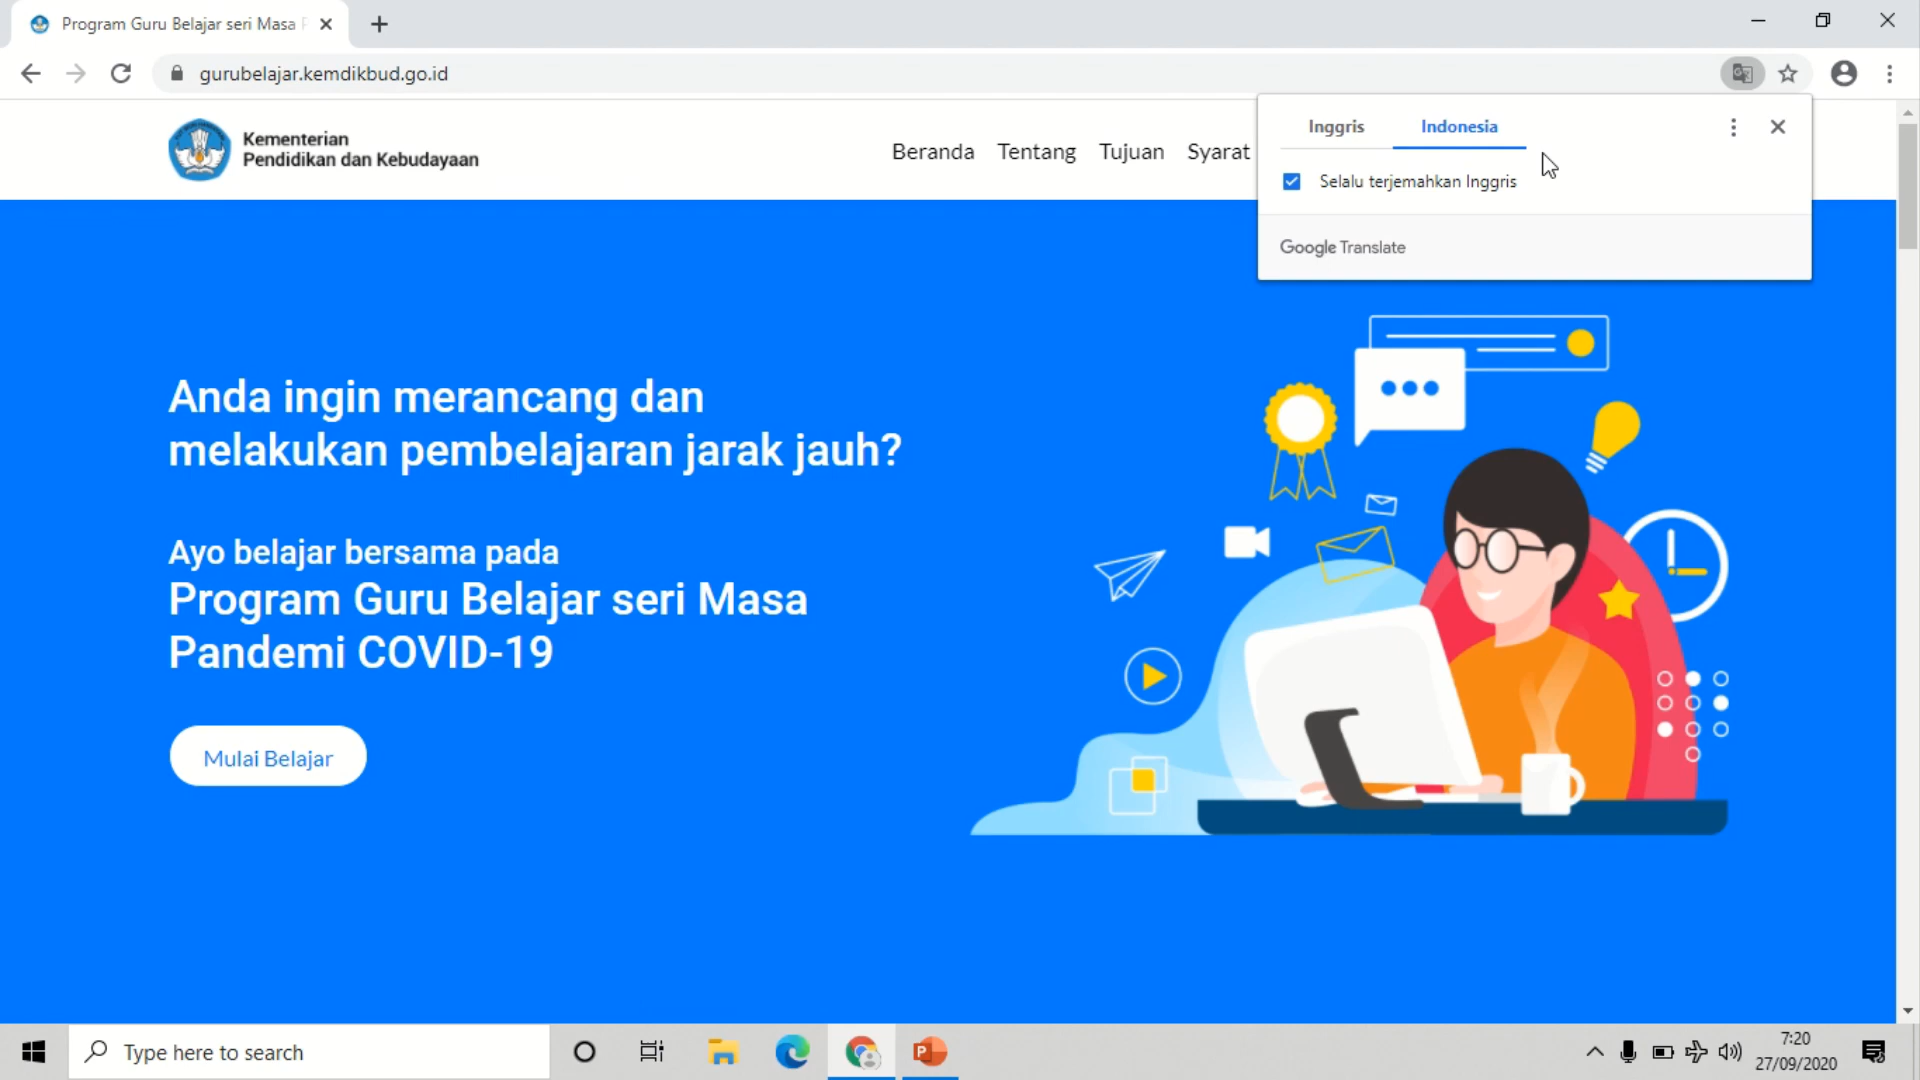 Program Guru Belajar seri Masa
gurubelajar.kemdikbud.go.id
Kementerian
Pendidikan dan Kebudayaan
Beranda Tentang Tujuan Syarat
Inggris Indonesia
Selalu terjemahkan Inggris
Google Translate
Anda ingin merancang dan
melakukan pembelajaran jarak jauh?
Ayo belajar bersama pada
Program Guru Belajar seri Masa
Pandemi COVID-19
Mulai Belajar
Type here to search
7:20
27/09/2020